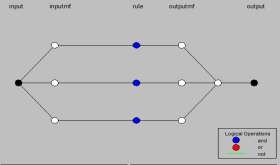 input inputmf rule outputmf output
Logical Operations
and
or
not